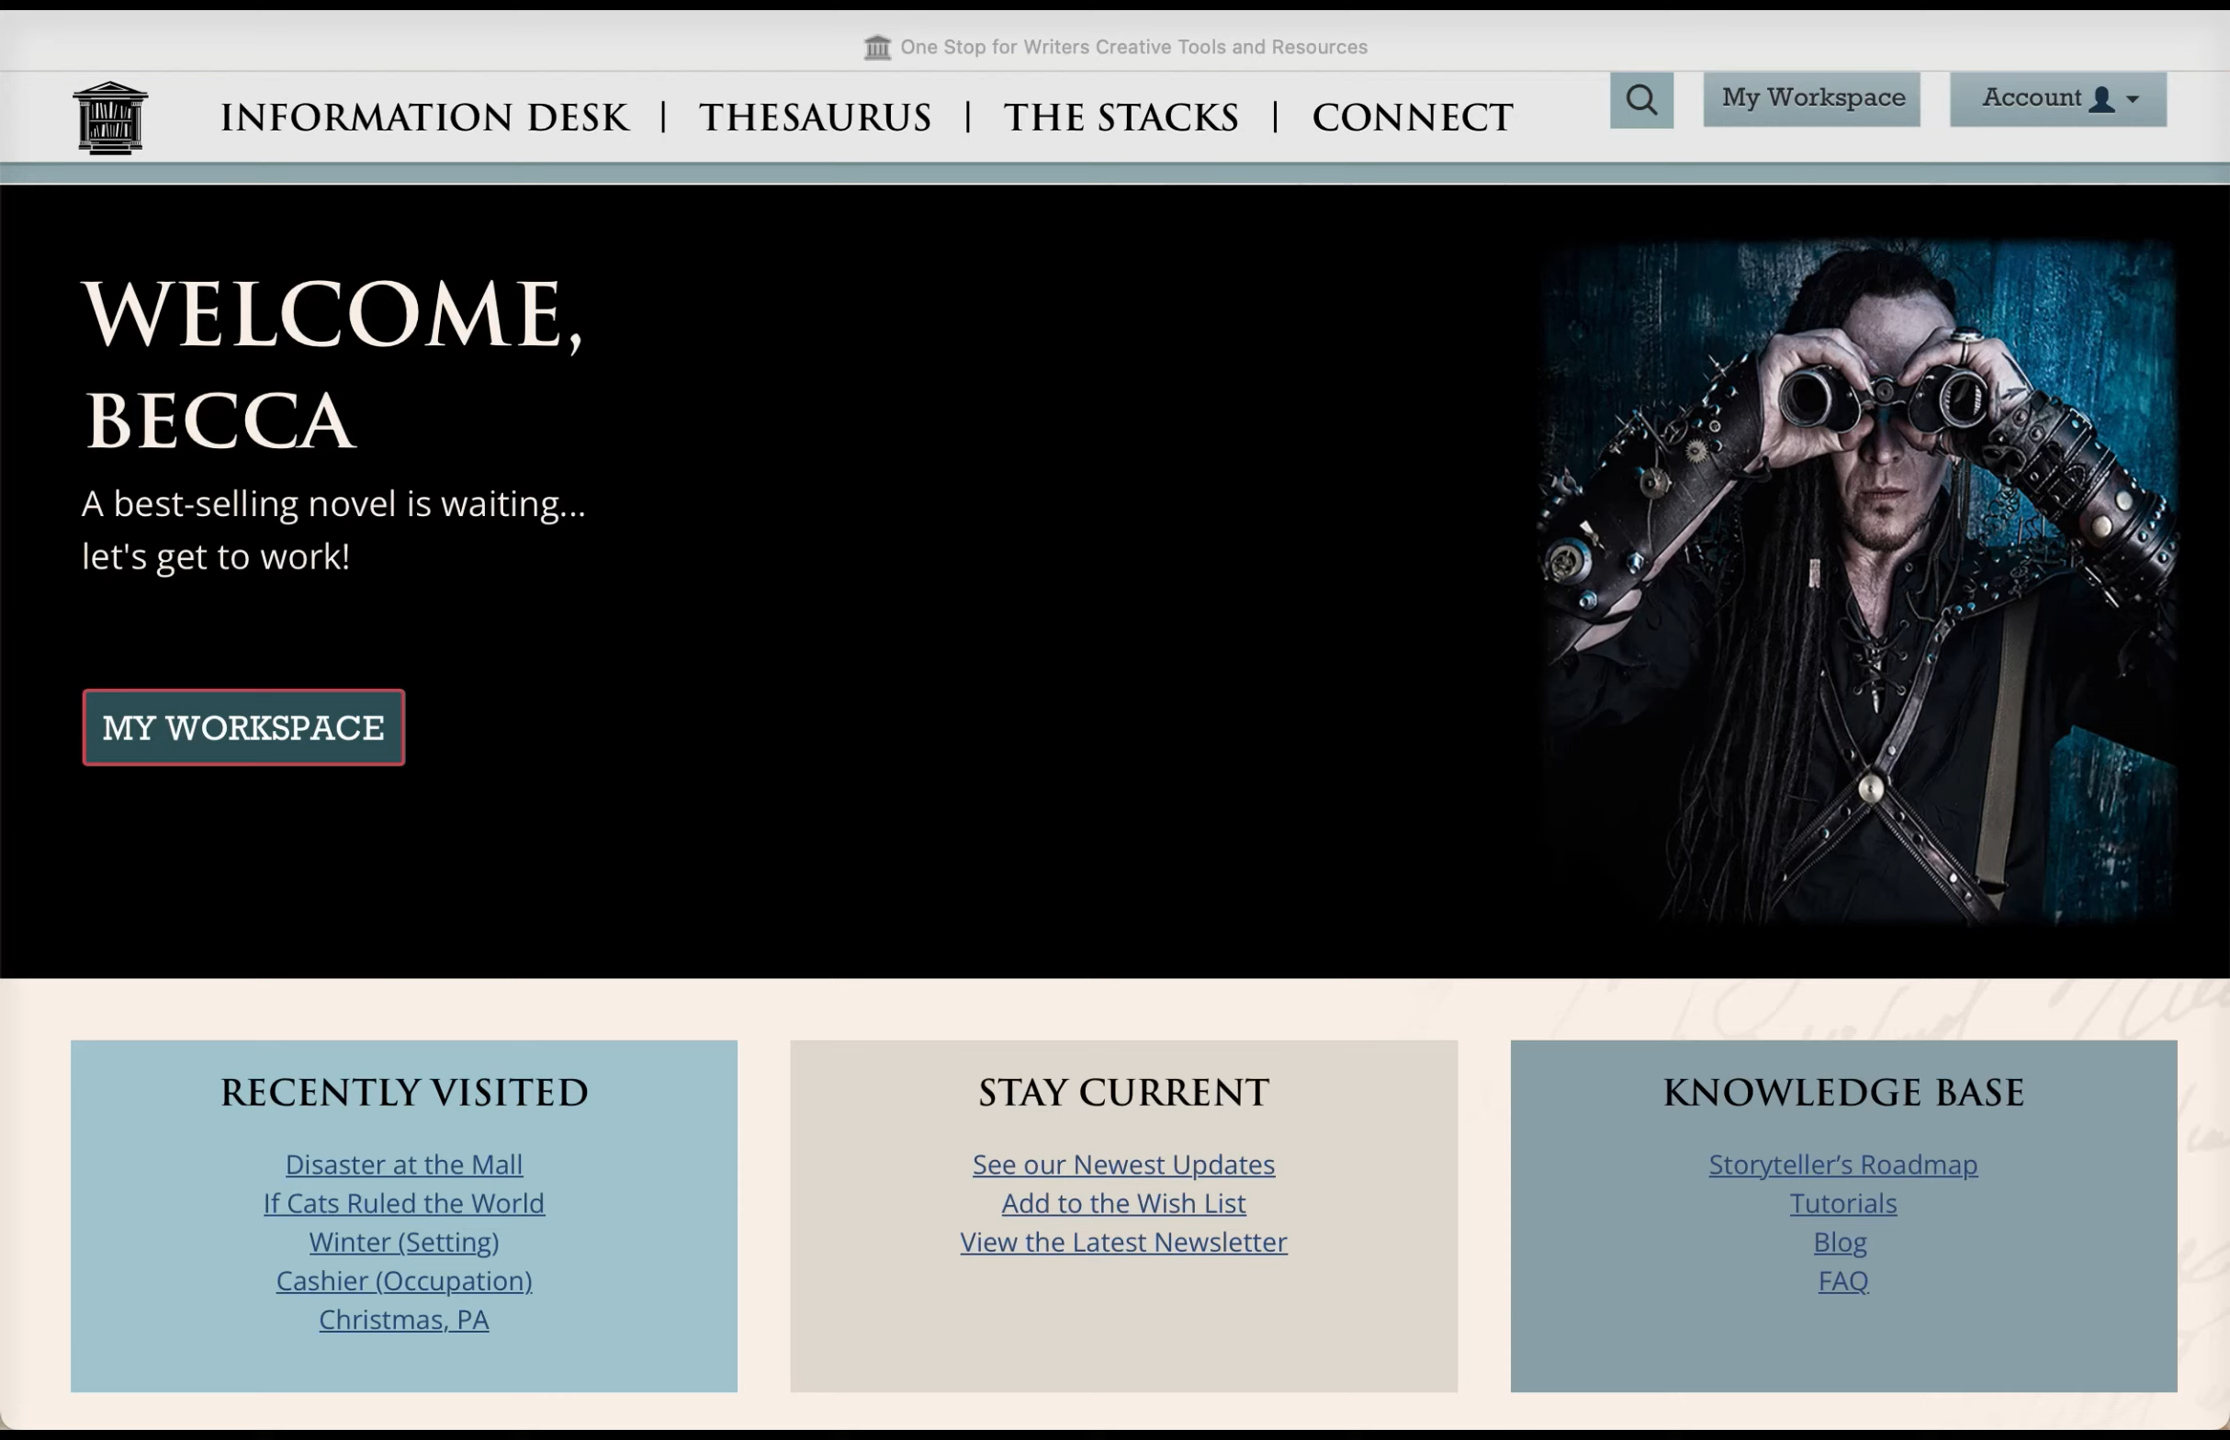 One Stop for Writers Creative Tools and Resources
INFORMATION DESK | THESAURUS | THE STACKS | CONNECT
My Workspace
Account
WELCOME,
BECCA
A best-selling novel is waiting...
let's get to work!
MY WORKSPACE
RECENTLY VISITED
Disaster at the Mall
If Cats Ruled the World
Winter (Setting)
Cashier (Occupation)
Christmas, PA
STAY CURRENT
See our Newest Updates
Add to the Wish List
View the Latest Newsletter
KNOWLEDGE BASE
Storyteller’s Roadmap
Tutorials
Blog
FAQ